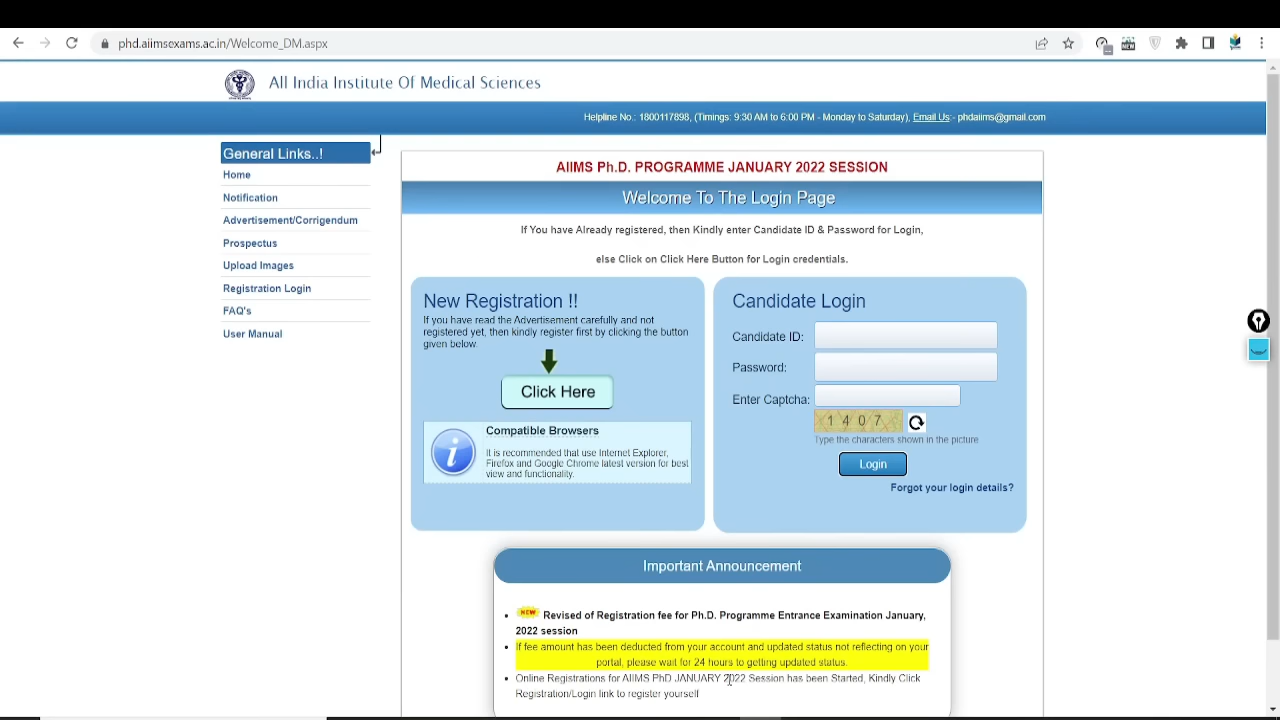 phd.aiimsexams.ac.in/Welcome_DM.aspx
All India Institute Of Medical Sciences
Helpline No.: 1800117898, (Timings: 9:30 AM to 6:00 PM - Monday to Saturday), Email Us:- phdaiims@gmail.com
General Links..!
Home
Notification
Advertisement/Corrigendum
Prospectus
Upload Images
Registration Login
FAQ's
User Manual
AIIMS Ph.D. PROGRAMME JANUARY 2022 SESSION
Welcome To The Login Page
If You have Already registered, then Kindly enter Candidate ID & Password for Login,
else Click on Click Here Button for Login credentials.
New Registration !!
If you have read the Advertisement carefully and not
registered yet, then kindly register first by clicking the button
given below.
Click Here
Compatible Browsers
It is recommended that use Internet Explorer,
Firefox and Google Chrome latest version for best
view and functionality.
Candidate Login
Candidate ID:
Password:
Enter Captcha:
1 4 0 7
Type the characters shown in the picture.
Login
Forgot your login details?
Important Announcement
NEW Revised of Registration fee for Ph.D. Programme Entrance Examination January,
2022 session
If fee amount has been deducted from your account and updated status not reflecting on your
portal, please wait for 24 hours to getting updated status.
Online Registrations for AIIMS PhD JANUARY 2022 Session has been Started, Kindly Click
Registration/Login link to register yourself